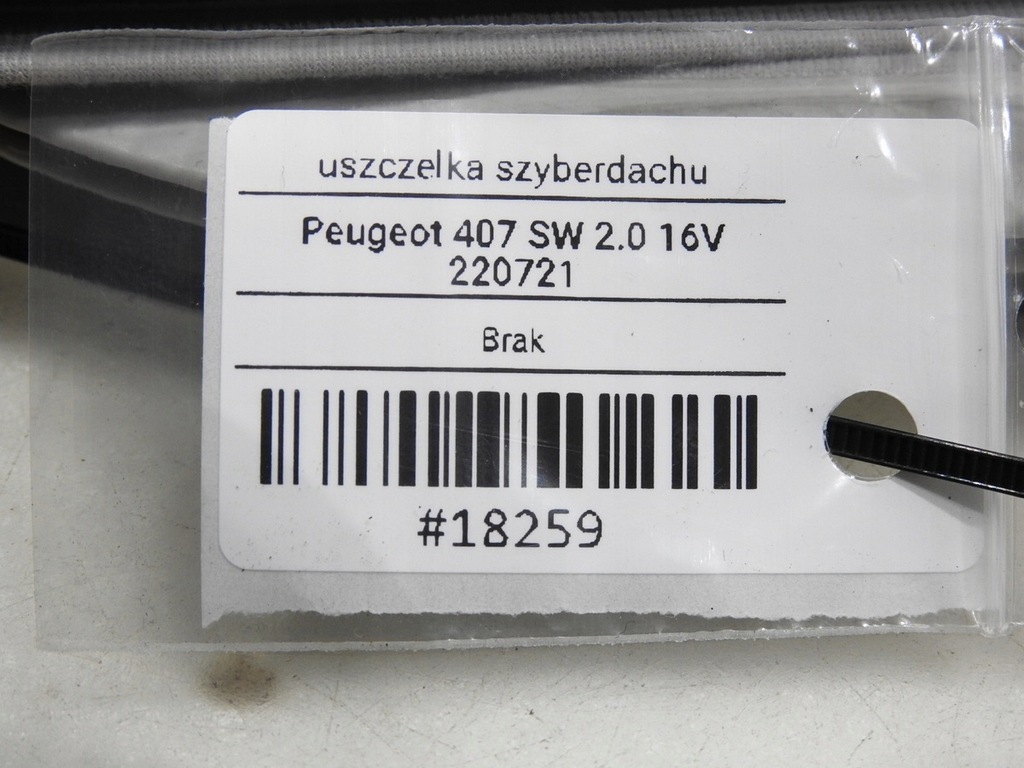 uszczelka szyberdachu
Peugeot 407 SW 2.0 16V
220721
Brak
#18259